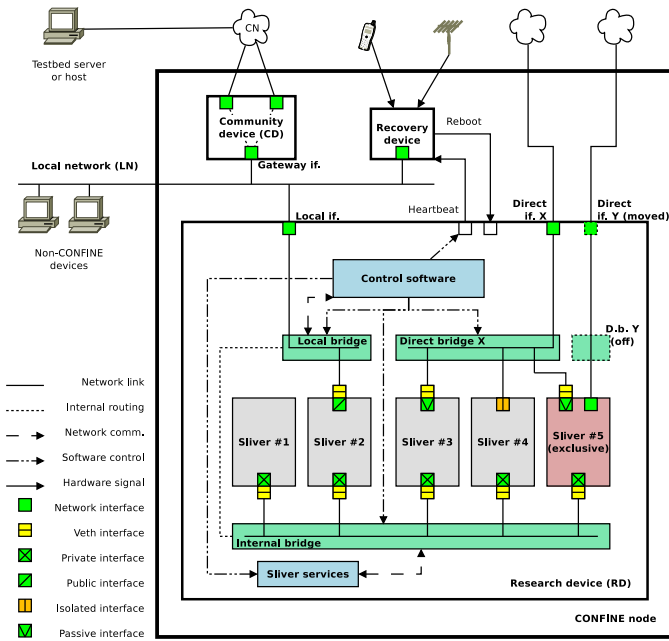 CN
Testbed server
or host
Community
device (CD)
Recovery
device
Reboot
Local network (LN)
Gateway if.
Non-CONFINE
devices
Local if.
Heartbeat
Direct
if. X
Direct
if. Y (moved)
Control software
Local bridge
Direct bridge X
D.b. Y
(off)
Sliver #1
Sliver #2
Sliver #3
Sliver #4
Sliver #5
(exclusive)
Internal bridge
Sliver services
Research device (RD)
CONFINE node
Network link
Internal routing
Network comm.
Software control
Hardware signal
Network interface
Veth interface
Private interface
Public interface
Isolated interface
Passive interface